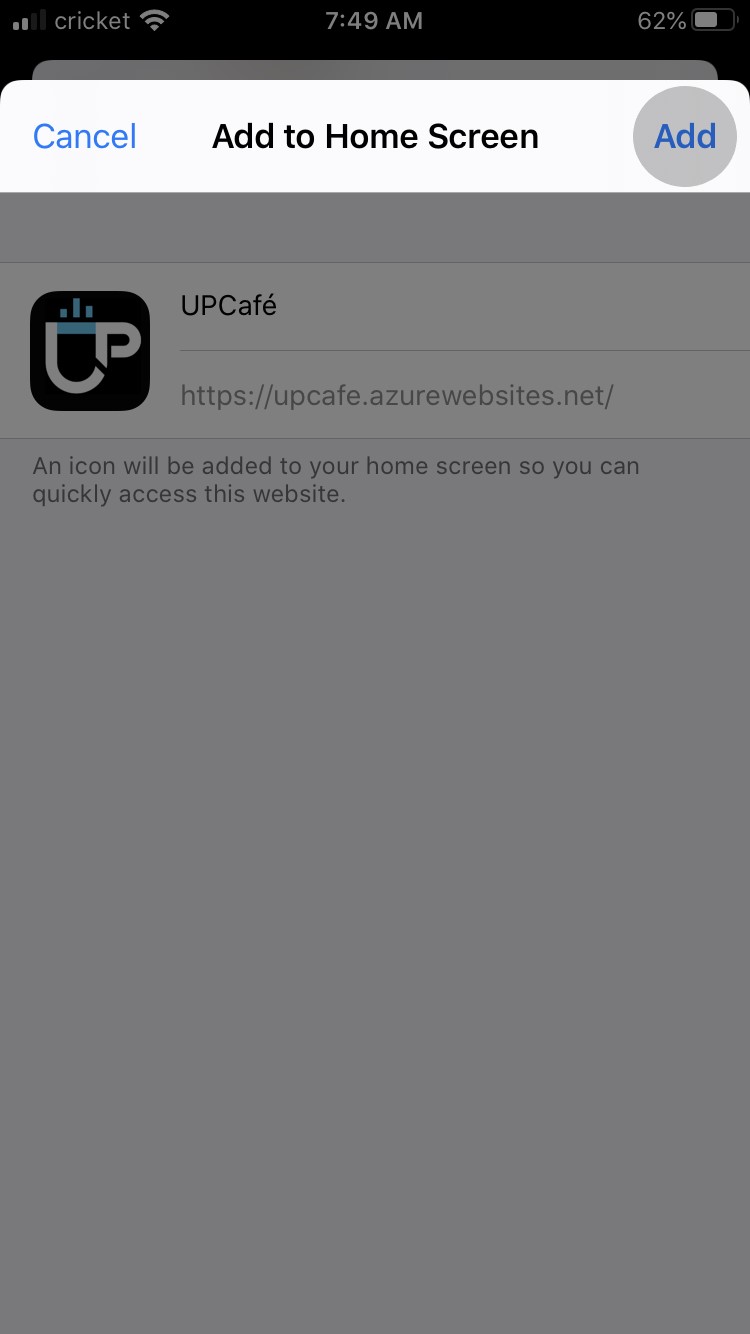 cricket 7:49 AM 62%
Cancel Add to Home Screen Add
UP
UPCafé
https://upcafe.azurewebsites.net/
An icon will be added to your home screen so you can
quickly access this website.